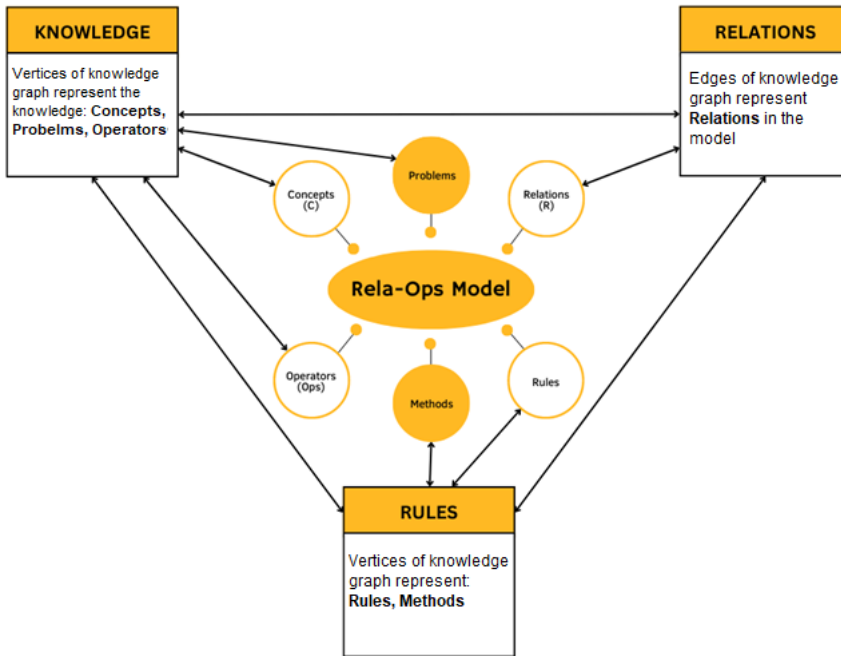 KNOWLEDGE
Vertices of knowledge
graph represent the
knowledge: Concepts,
Probelms, Operators
RELATIONS
Edges of knowledge
graph represent
Relations in the
model
Problems
Concepts
(C)
Relations
(R)
Rela-Ops Model
Operators
(Ops)
Methods
Rules
RULES
Vertices of knowledge
graph represent:
Rules, Methods